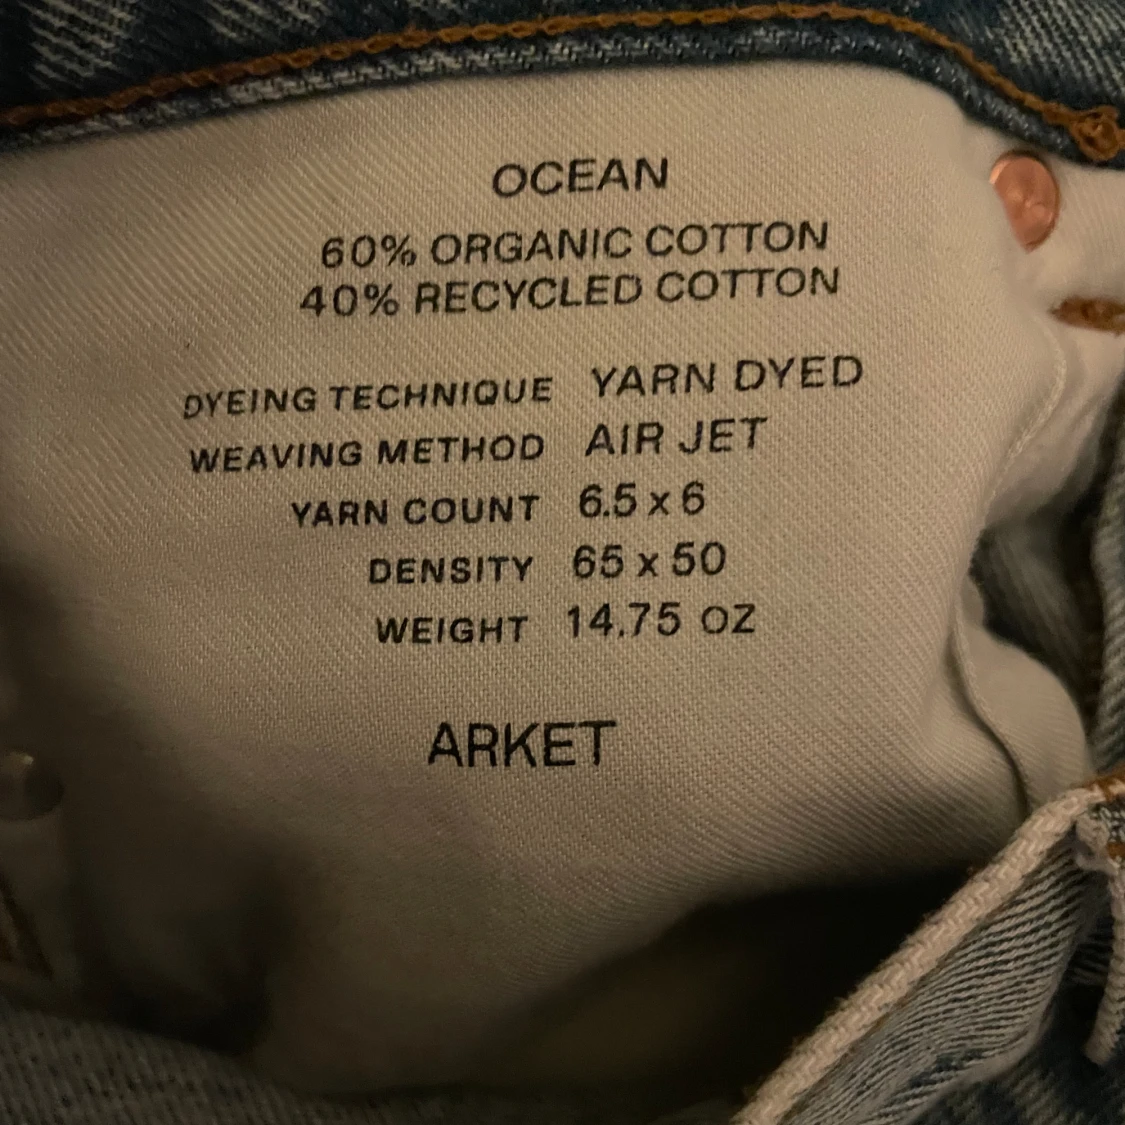 OCEAN
60% ORGANIC COTTON
40% RECYCLED COTTON
DYEING TECHNIQUE YARN DYED
WEAVING METHOD AIR JET
YARN COUNT 6.5 x 6
DENSITY 65 x 50
WEIGHT 14.75 OZ
ARKET